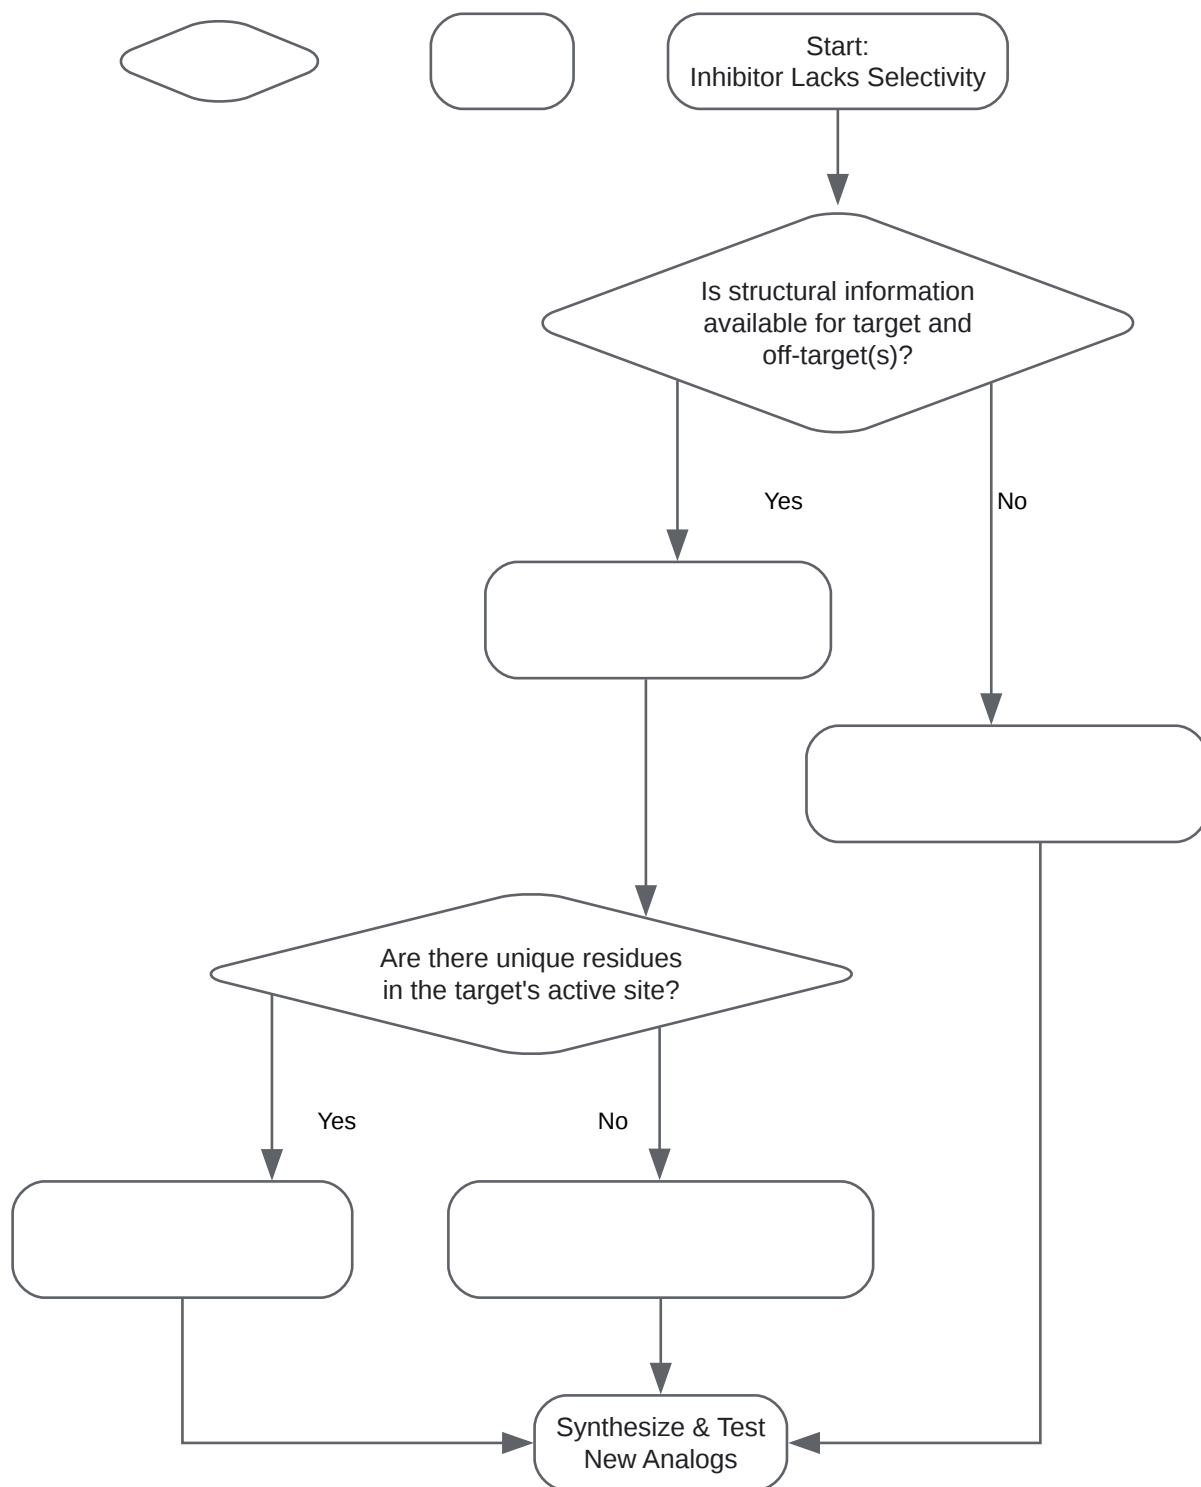 Start:
Inhibitor Lacks Selectivity
Is structural information
available for target and
off-target(s)?
Yes
No
Are there unique residues
in the target's active site?
Yes
No
Synthesize & Test
New Analogs